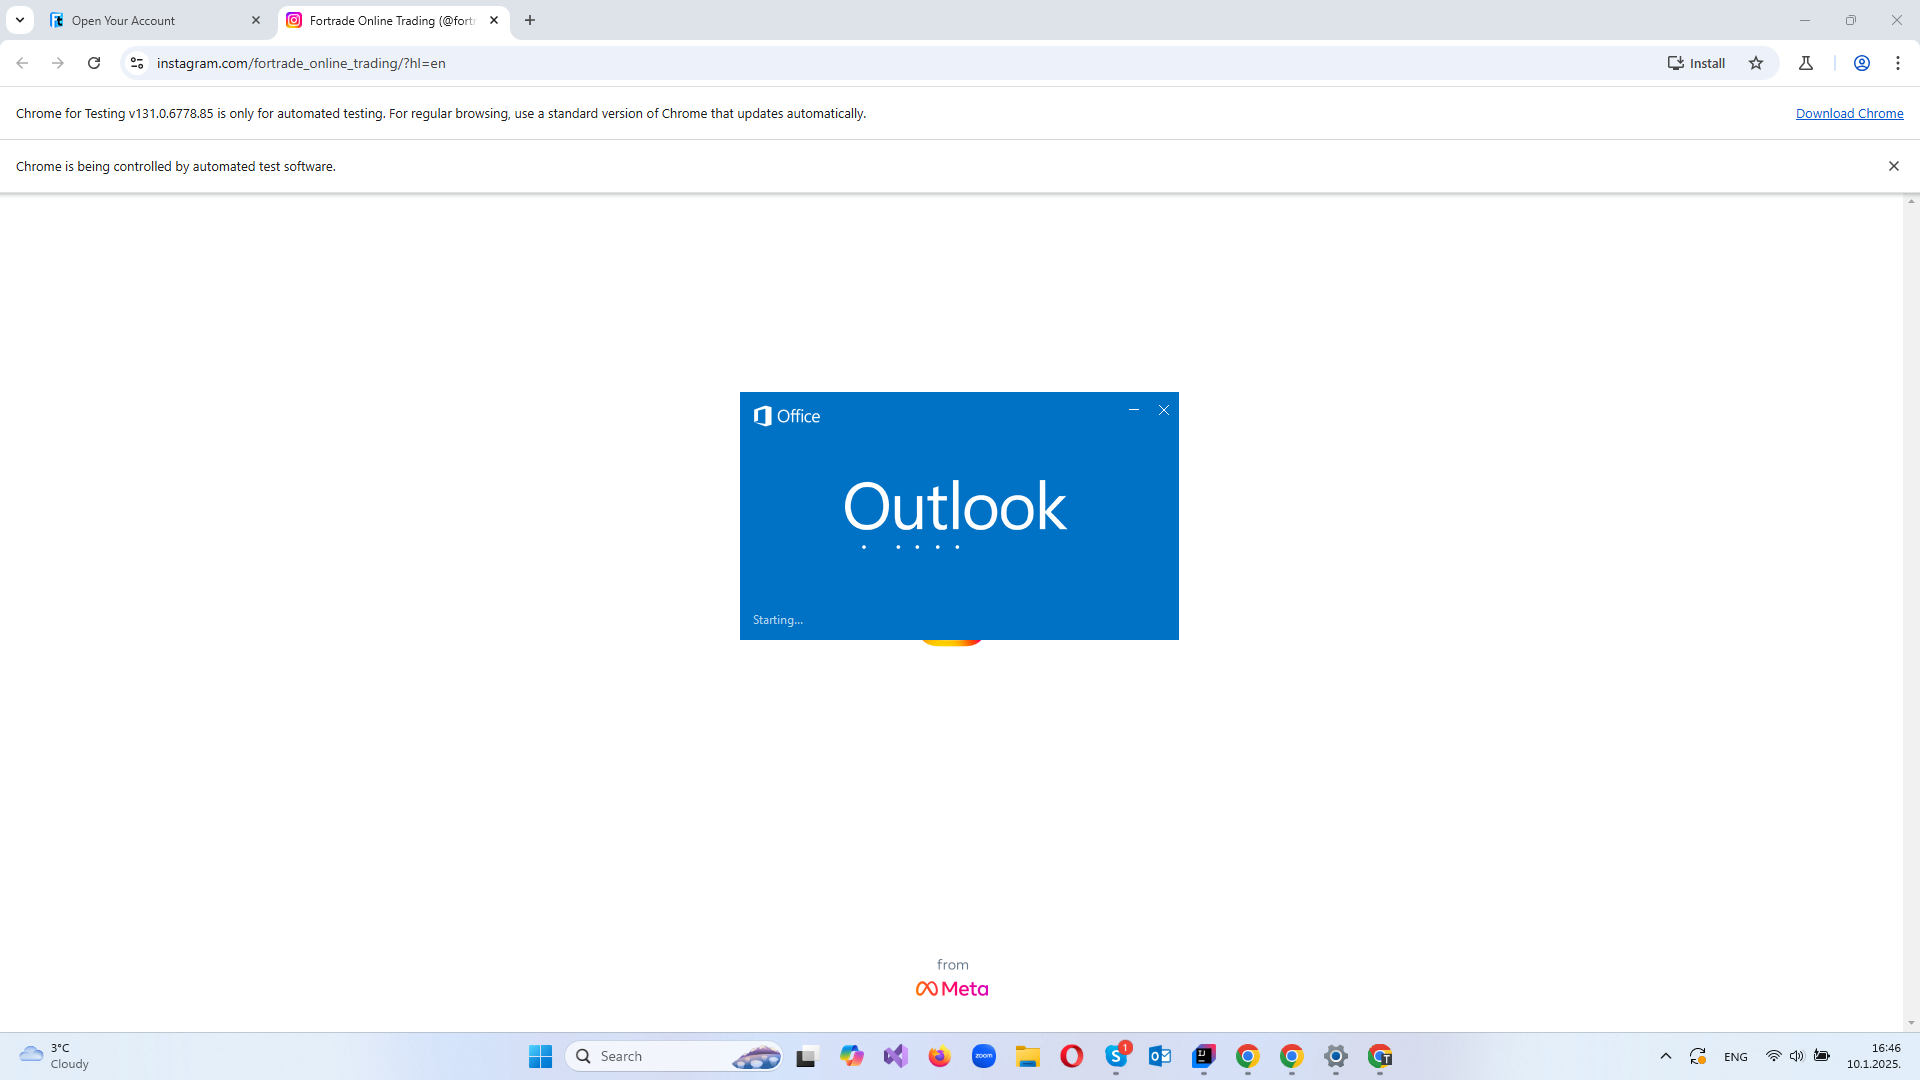 Open Your Account
Fortrade Online Trading (@fort
instagram.com/fortrade_online_trading/?hl=en
Install
Chrome for Testing v131.0.6778.85 is only for automated testing. For regular browsing, use a standard version of Chrome that updates automatically.
Download Chrome
Chrome is being controlled by automated test software.
Office
Outlook
Starting...
from
Meta
3°C
Cloudy
Search
zoom
1
ENG
16:46
10.1.2025.